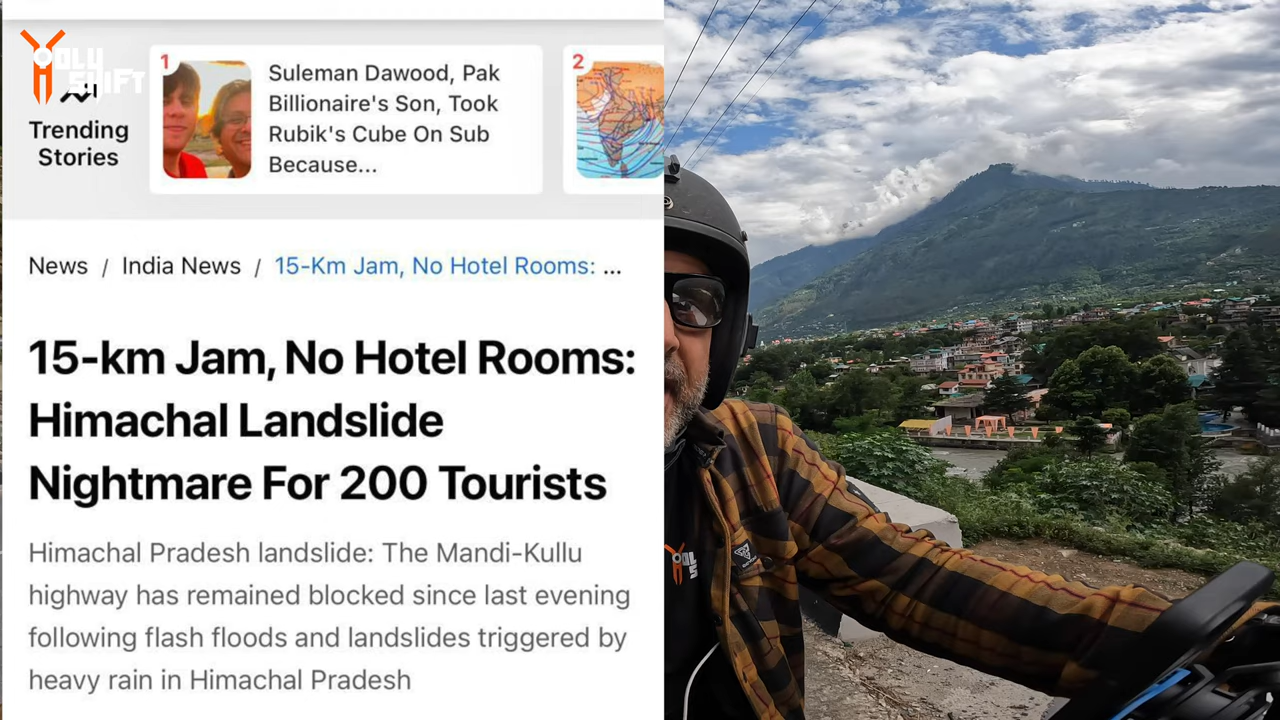 YOLU
SHIFT
Trending
Stories
1
Suleman Dawood, Pak
Billionaire's Son, Took
Rubik's Cube On Sub
Because...
2
News / India News / 15-Km Jam, No Hotel Rooms: ...
15-km Jam, No Hotel Rooms:
Himachal Landslide
Nightmare For 200 Tourists
Himachal Pradesh landslide: The Mandi-Kullu
highway has remained blocked since last evening
following flash floods and landslides triggered by
heavy rain in Himachal Pradesh